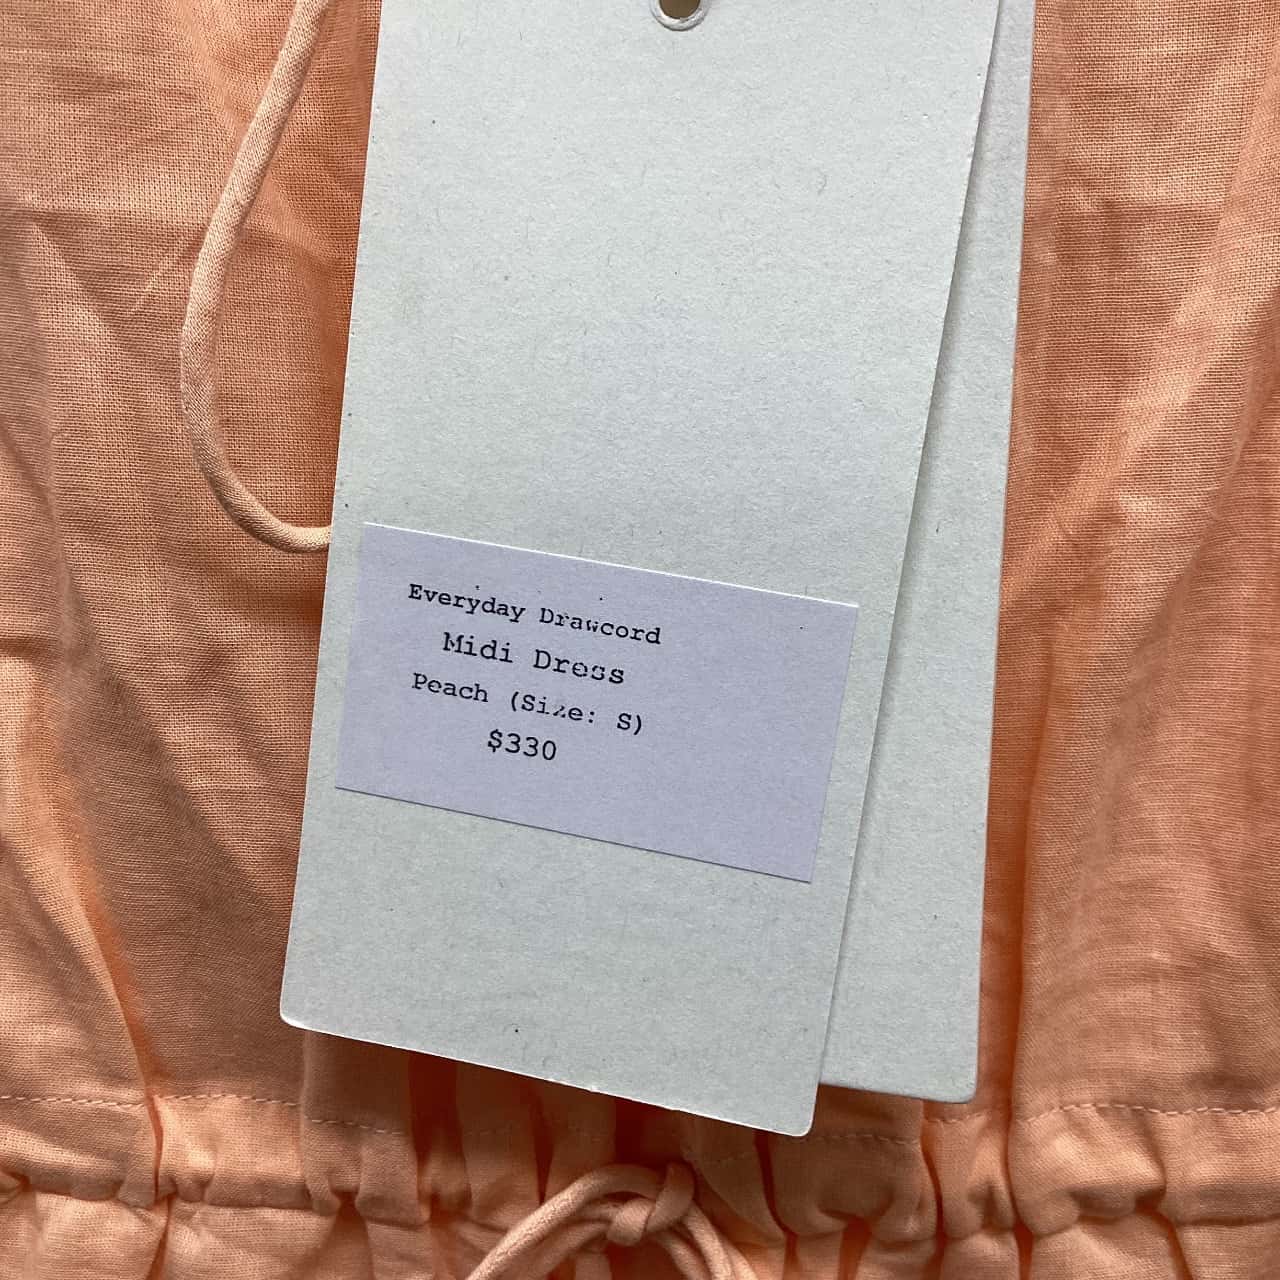 Everyday Drawcord
Midi Dress
Peach (Size: S)
$330